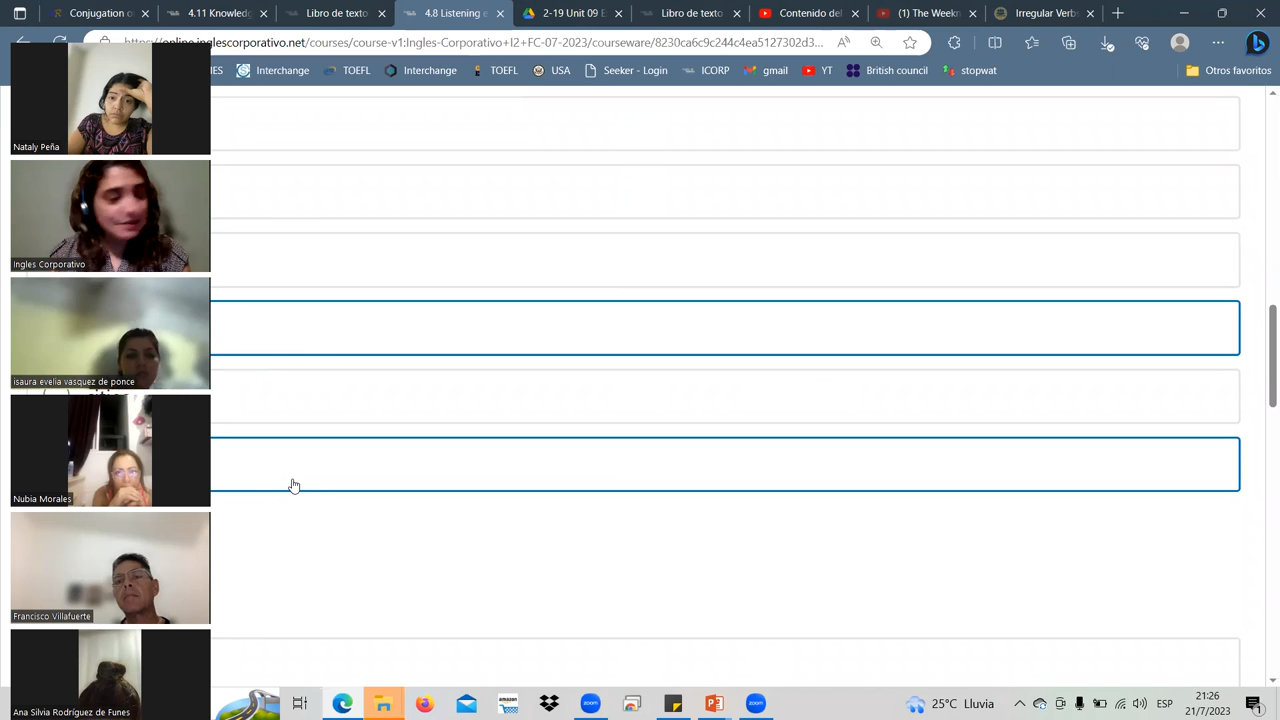 Conjugation o
4.11 Knowledg
Libro de texto
4.8 Listening e
2-19 Unit 09 E
Libro de texto
Contenido del
(1) The Week
Irregular Verbs
https://online.inglescorporativo.net/courses/course-v1:Ingles-Corporativo+I2+FC-07-2023/courseware/8230ca6c9c244c4ea5127302d3...
ES
Interchange
TOEFL
Interchange
TOEFL
USA
Seeker - Login
ICORP
gmail
YT
British council
stopwat
Otros favoritos
Nataly Peña
Ingles Corporativo
isaura evelia vasquez de ponce
Nubia Morales
Francisco Villafuerte
Ana Silvia Rodríguez de Funes
amazon
25°C Lluvia
ESP
21:26
21/7/2023
1